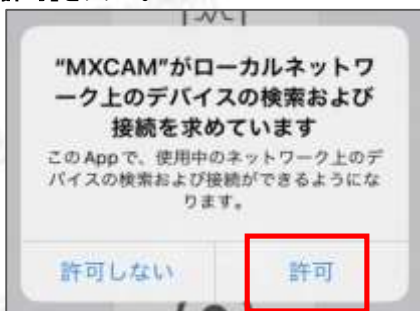 "MXCAM"がローカルネットワ
ーク上のデバイスの検索および
接続を求めています
このAppで、使用中のネットワーク上のデ
バイスの検索および接続ができるようにな
ります。
許可しない
許可